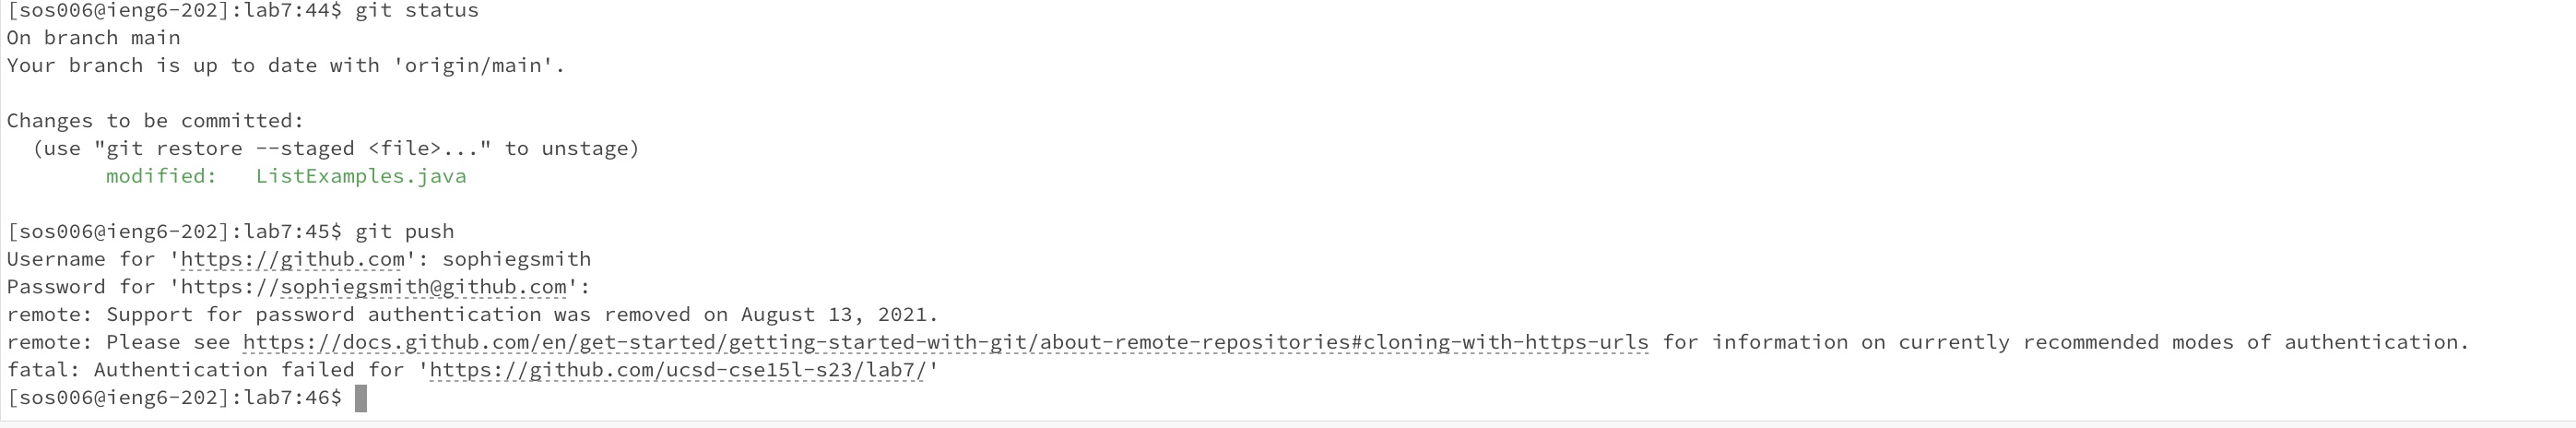 [sos006@ieng6-202]:lab7:44$ git status
On branch main
Your branch is up to date with 'origin/main'.
Changes to be committed:
  (use "git restore --staged <file>..." to unstage)
        modified:   ListExamples.java
[sos006@ieng6-202]:lab7:45$ git push
Username for 'https://github.com': sophiegsmith
Password for 'https://sophiegsmith@github.com':
remote: Support for password authentication was removed on August 13, 2021.
remote: Please see https://docs.github.com/en/get-started/getting-started-with-git/about-remote-repositories#cloning-with-https-urls for information on currently recommended modes of authentication.
fatal: Authentication failed for 'https://github.com/ucsd-cse15l-s23/lab7/'
[sos006@ieng6-202]:lab7:46$